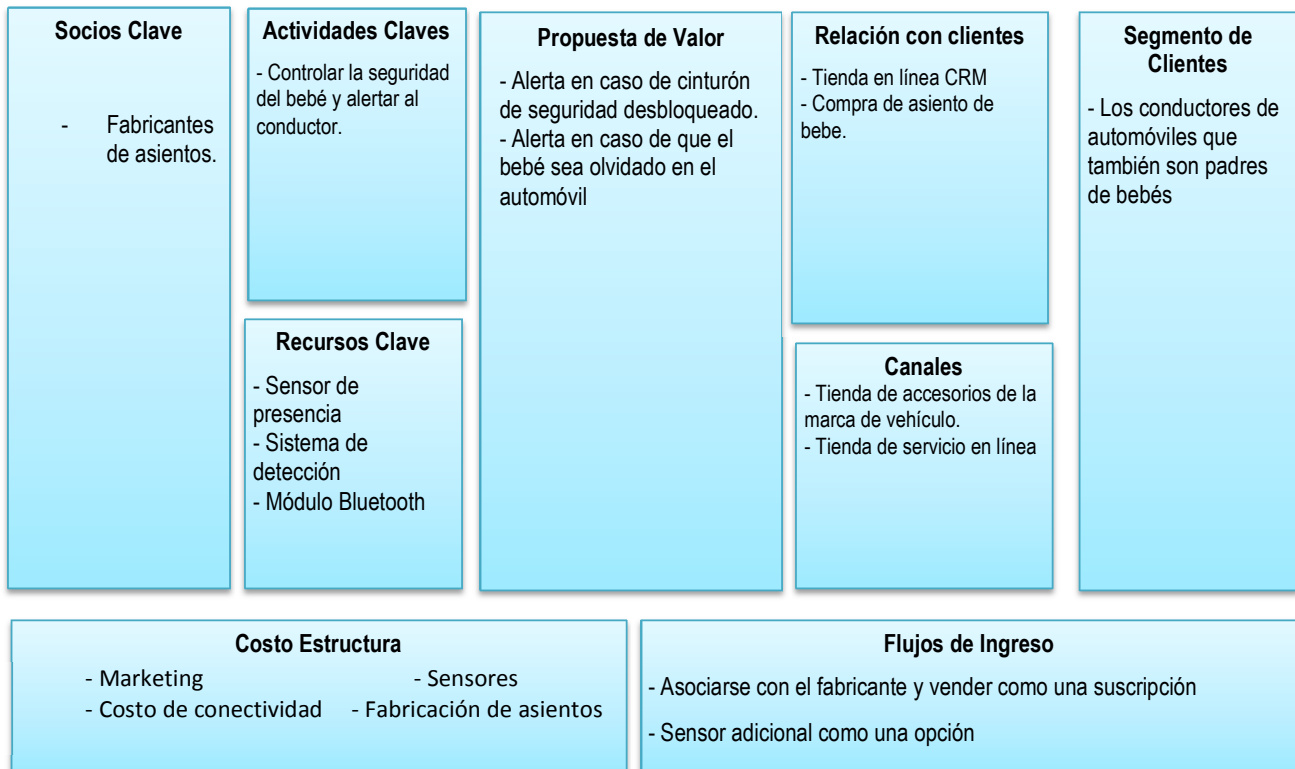 Socios Clave
- Fabricantes
de asientos.
Actividades Claves
- Controlar la seguridad
del bebé y alertar al
conductor.
Recursos Clave
- Sensor de
presencia
- Sistema de
detección
- Módulo Bluetooth
Propuesta de Valor
- Alerta en caso de cinturón
de seguridad desbloqueado.
- Alerta en caso de que el
bebé sea olvidado en el
automóvil
Relación con clientes
- Tienda en línea CRM
- Compra de asiento de
bebe.
Canales
- Tienda de accesorios de la
marca de vehículo.
- Tienda de servicio en línea
Segmento de
Clientes
- Los conductores de
automóviles que
también son padres
de bebés
Costo Estructura
- Marketing - Sensores
- Costo de conectividad - Fabricación de asientos
Flujos de Ingreso
- Asociarse con el fabricante y vender como una suscripción
- Sensor adicional como una opción